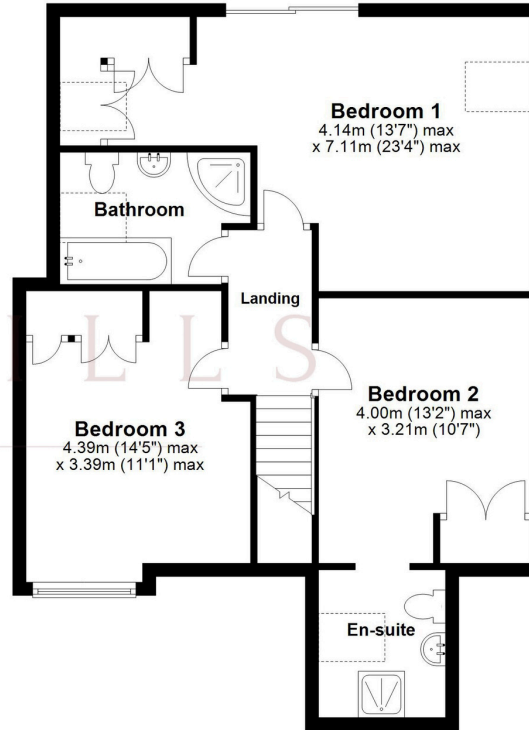 Bedroom 1
4.14m (13'7") max
x 7.11m (23'4") max
Bathroom
Landing
ILLS
Bedroom 2
4.00m (13'2") max
x 3.21m (10'7")
Bedroom 3
4.39m (14'5") max
x 3.39m (11'1") max
En-suite